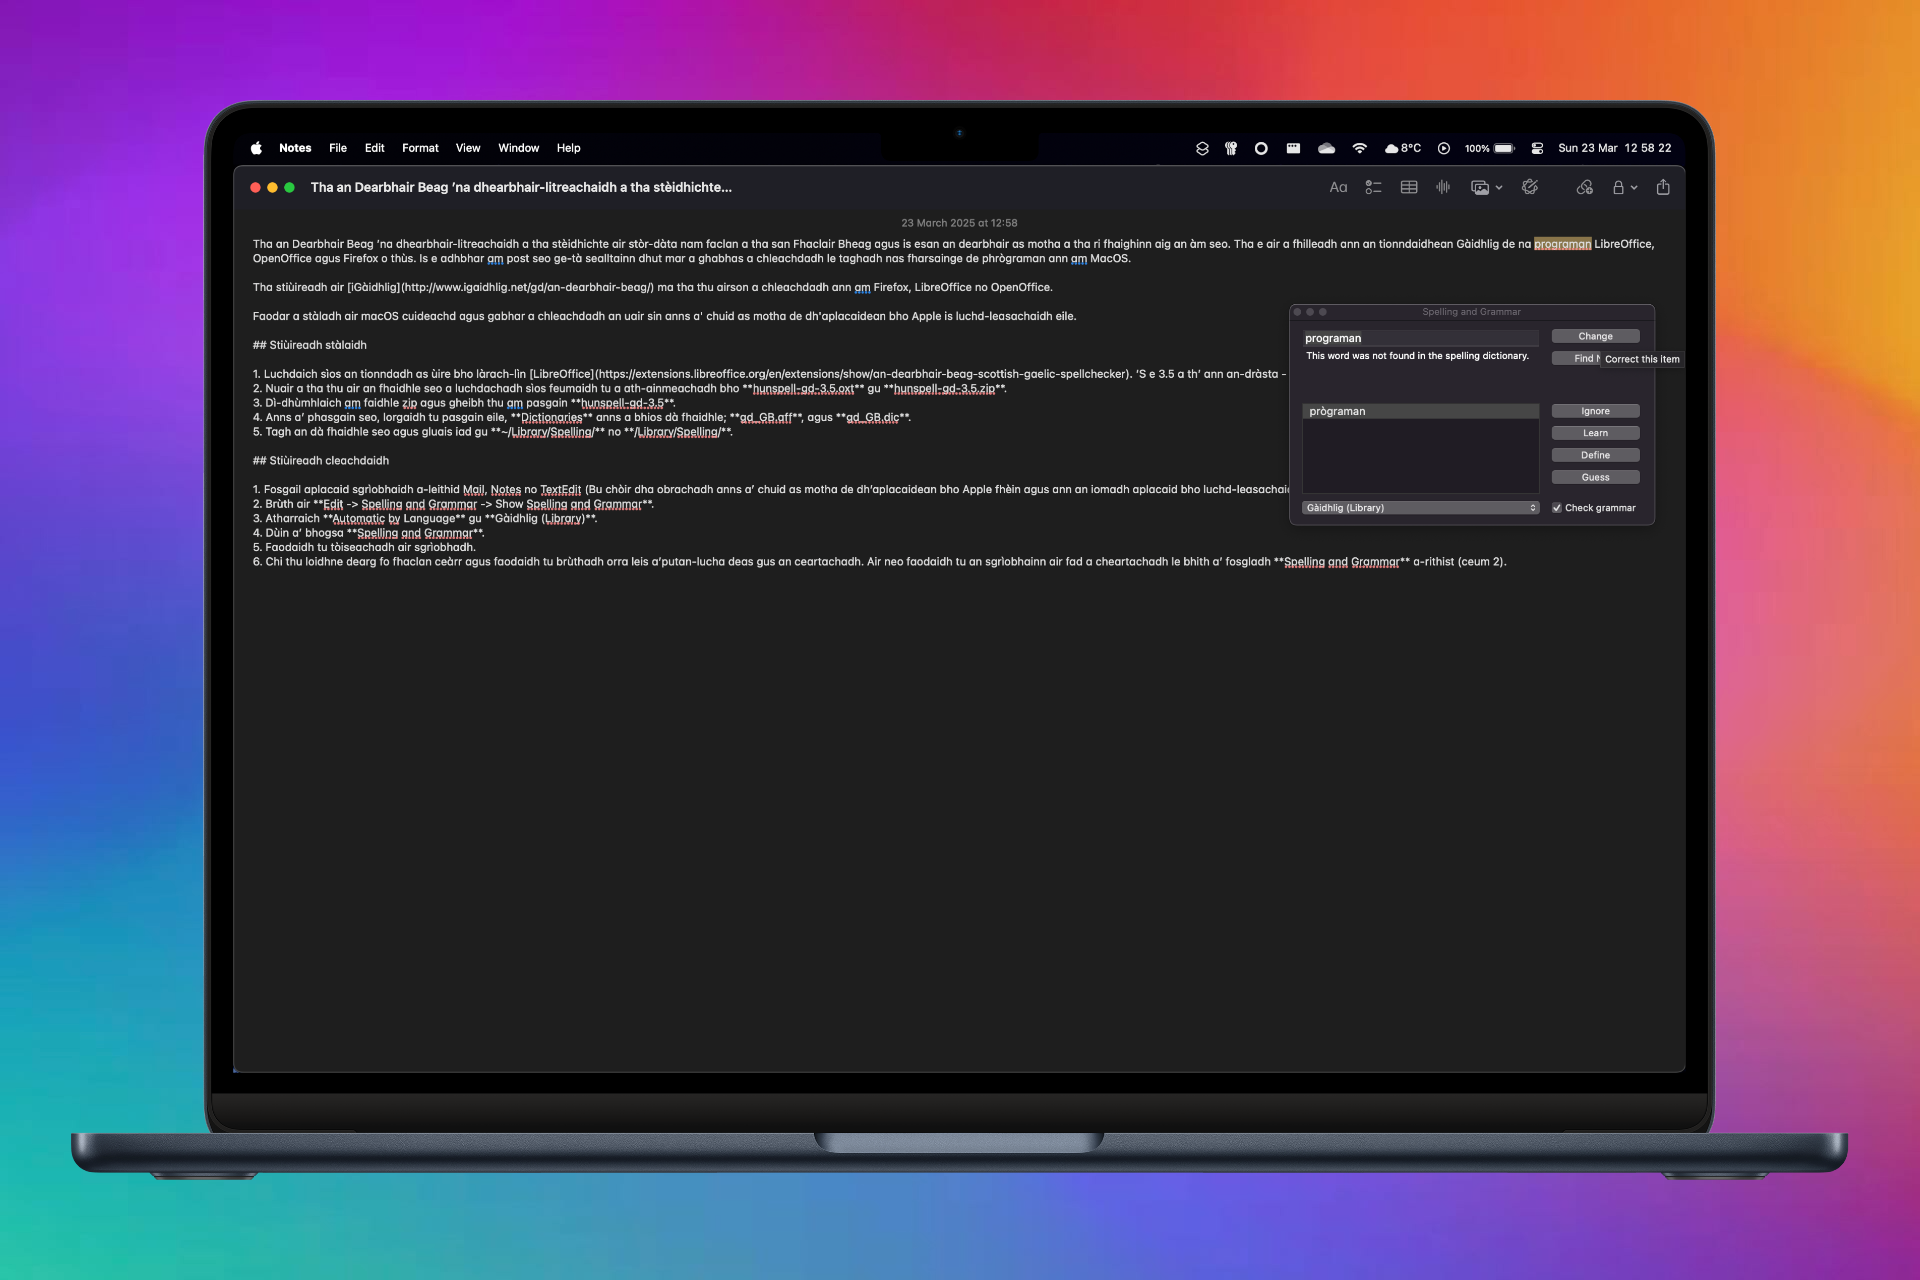 Notes File Edit Format View Window Help 8°C 100% Sun 23 Mar 12 58 22
Tha an Dearbhair Beag ’na dhearbhair-litreachaidh a tha stèidhichte...
Aa
23 March 2025 at 12:58
Tha an Dearbhair Beag ’na dhearbhair-litreachaidh a tha stèidhichte air stòr-dàta nam faclan a tha san Fhaclair Bheag agus is esan an dearbhair as motha a tha ri fhaighinn aig an àm seo. Tha e air a fhilleadh ann an tionndaidhean Gàidhlig de na programan LibreOffice,
OpenOffice agus Firefox o thùs. Is e adhbhar am post seo ge-tà sealltainn dhut mar a ghabhas a chleachdadh le taghadh nas fharsainge de phrògraman ann am MacOS.
Tha stiùireadh air [iGàidhlig](http://www.igaidhlig.net/gd/an-dearbhair-beag/) ma tha thu airson a chleachdadh ann am Firefox, LibreOffice no OpenOffice.
Faodar a stàladh air macOS cuideachd agus gabhar a chleachdadh an uair sin anns a' chuid as motha de dh'aplacaidean bho Apple is luchd-leasachaidh eile.
## Stiùireadh stàlaidh
1. Luchdaich sìos an tionndadh as ùire bho làrach-lìn [LibreOffice](https://extensions.libreoffice.org/en/extensions/show/an-dearbhair-beag-scottish-gaelic-spellchecker). ’S e 3.5 a th’ ann an-dràsta -
2. Nuair a tha thu air an fhaidhle seo a luchdachadh sìos feumaidh tu a ath-ainmeachadh bho **hunspell-gd-3.5.oxt** gu **hunspell-gd-3.5.zip**.
3. Dì-dhùmhlaich am faidhle zip agus gheibh thu am pasgain **hunspell-gd-3.5**.
4. Anns a’ phasgain seo, lorgaidh tu pasgain eile, **Dictionaries** anns a bhios dà fhaidhle; **gd_GB.aff**, agus **gd_GB.dic**.
5. Tagh an dà fhaidhle seo agus gluais iad gu **~/Library/Spelling/** no **/Library/Spelling/**.
## Stiùireadh cleachdaidh
1. Fosgail aplacaid sgrìobhaidh a-leithid Mail, Notes no TextEdit (Bu chòir dha obrachadh anns a’ chuid as motha de dh’aplacaidean bho Apple fhèin agus ann an iomadh aplacaid bho luchd-leasachaid
2. Brùth air **Edit -> Spelling and Grammar -> Show Spelling and Grammar**.
3. Atharraich **Automatic by Language** gu **Gàidhlig (Library)**.
4. Dùin a’ bhogsa **Spelling and Grammar**.
5. Faodaidh tu tòiseachadh air sgrìobhadh.
6. Chì thu loidhne dearg fo fhaclan ceàrr agus faodaidh tu brùthadh orra leis a’putan-lucha deas gus an ceartachadh. Air neo faodaidh tu an sgrìobhainn air fad a cheartachadh le bhith a’ fosgladh **Spelling and Grammar** a-rithist (ceum 2).
Spelling and Grammar
programan
Change
This word was not found in the spelling dictionary.
Find
Correct this item
prògraman
Ignore
Learn
Define
Guess
Gàidhlig (Library)
Check grammar